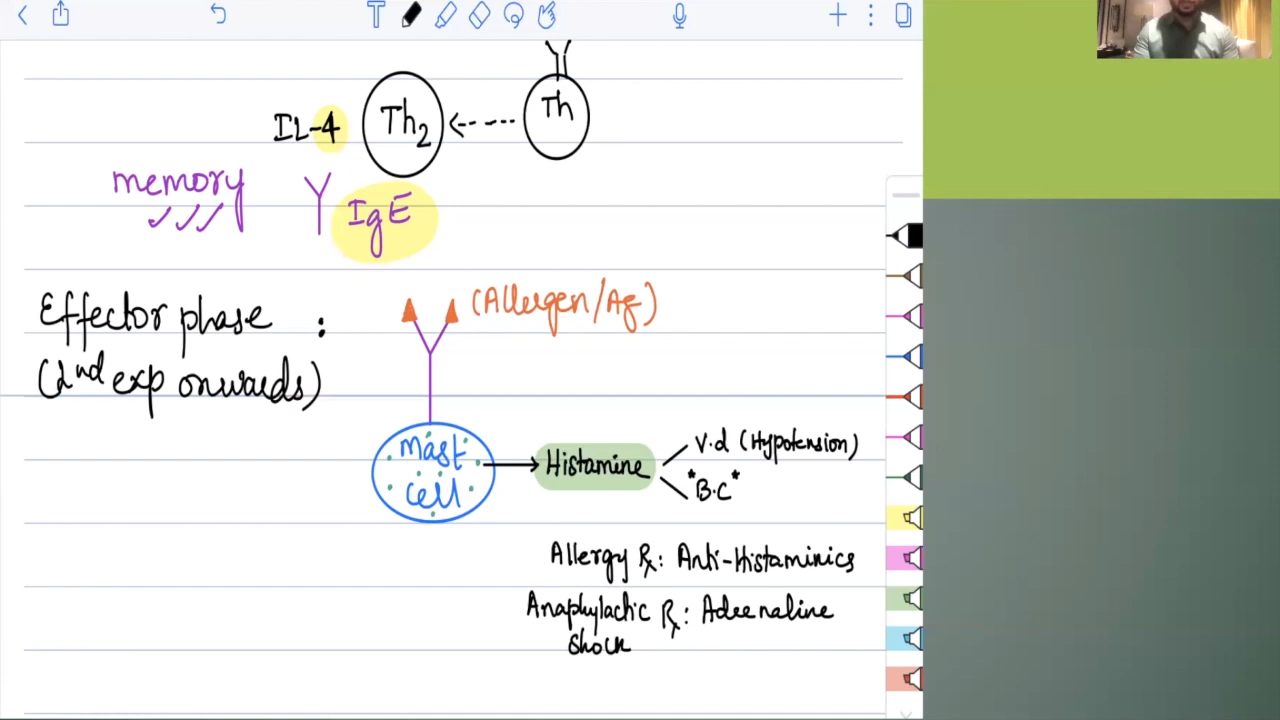 Th
Th2
IL-4
memory
IgE
Effector phase :
(2nd exp onwards)
(Allergen/Ag)
Mast
cell
Histamine
V.d (Hypotension)
*B.C*
Allergy Rx: Anti-Histaminics
Anaphylactic Rx: Adrenaline
shock
T